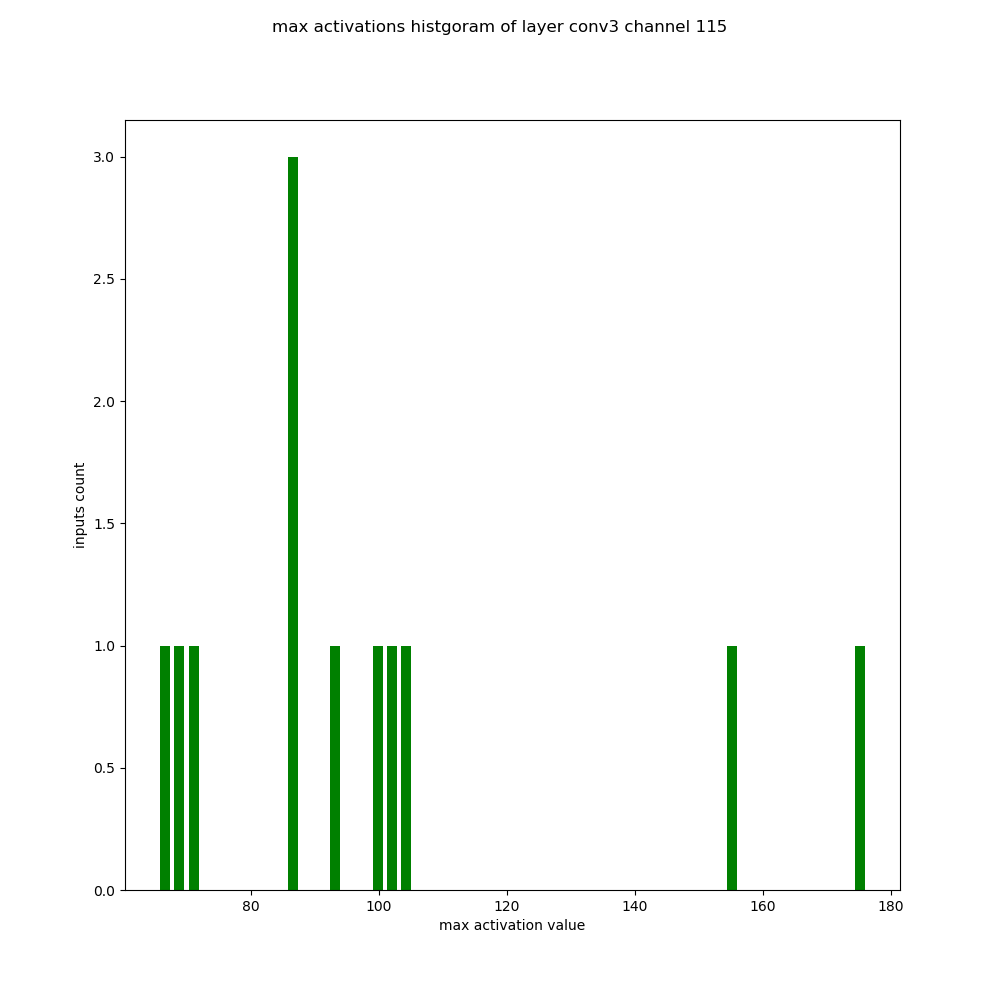 max activations histgoram of layer conv3 channel 115
3.0
2.5
2.0
1.5
1.0
0.5
0.0
inputs count
80 100 120 140 160 180
max activation value